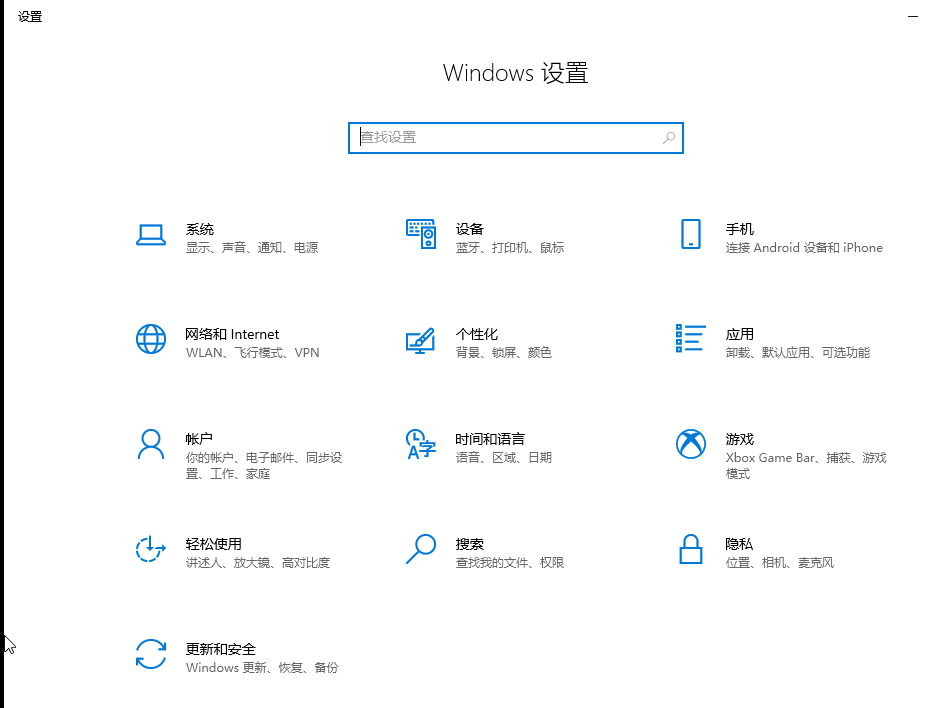 设置
Windows 设置
查找设置
系统
显示、声音、通知、电源
设备
蓝牙、打印机、鼠标
手机
连接 Android 设备和 iPhone
网络和 Internet
WLAN、飞行模式、VPN
个性化
背景、锁屏、颜色
应用
卸载、默认应用、可选功能
帐户
你的帐户、电子邮件、同步设
置、工作、家庭
时间和语言
语音、区域、日期
游戏
Xbox Game Bar、捕获、游戏
模式
轻松使用
讲述人、放大镜、高对比度
搜索
查找我的文件、权限
隐私
位置、相机、麦克风
更新和安全
Windows 更新、恢复、备份